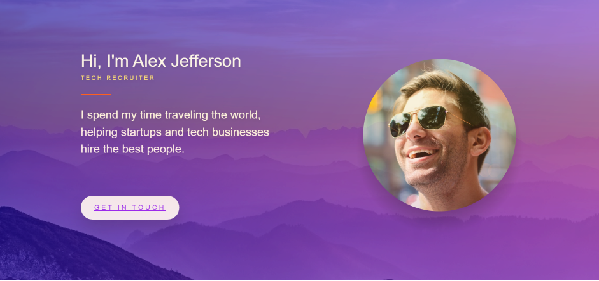 Hi, I'm Alex Jefferson
TECH RECRUITER
I spend my time traveling the world,
helping startups and tech businesses
hire the best people.
GET IN TOUCH